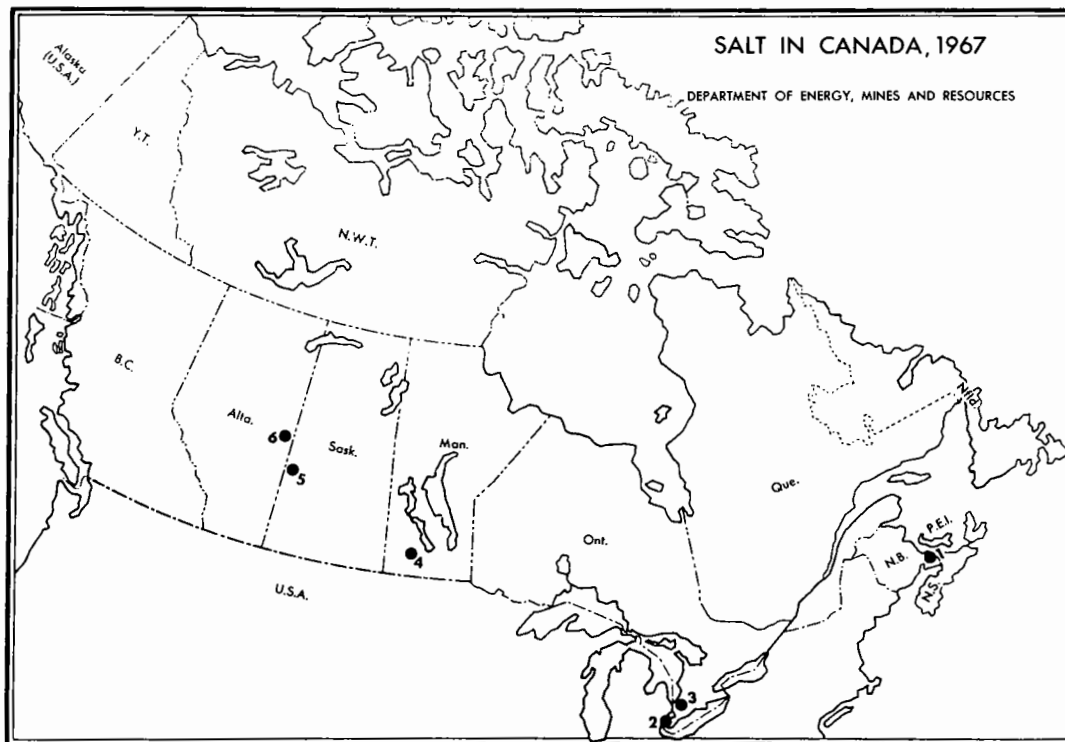 SALT IN CANADA, 1967
DEPARTMENT OF ENERGY, MINES AND RESOURCES
Alaska
(U.S.A.)
Y.T.
N.W.T.
B.C.
Alta.
6
5
Sask.
Man.
4
U.S.A.
Ont.
Que.
Nfld
P.E.I.
N.B.
1
N.S.
3
2